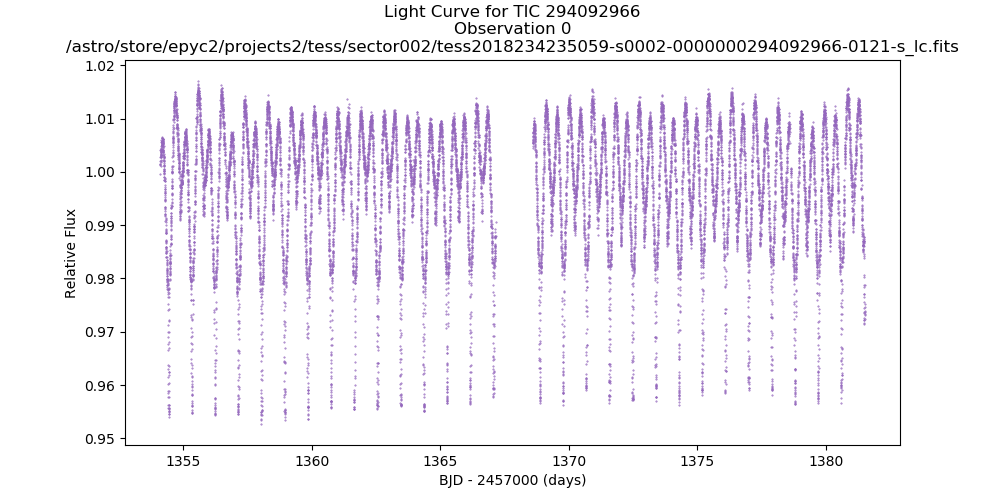 Light Curve for TIC 294092966
Observation 0
/astro/store/epyc2/projects2/tess/sector002/tess2018234235059-s0002-0000000294092966-0121-s_lc.fits
1.02
1.01
1.00
0.99
0.98
0.97
0.96
0.95
Relative Flux
1355
1360
1365
1370
1375
1380
BJD - 2457000 (days)